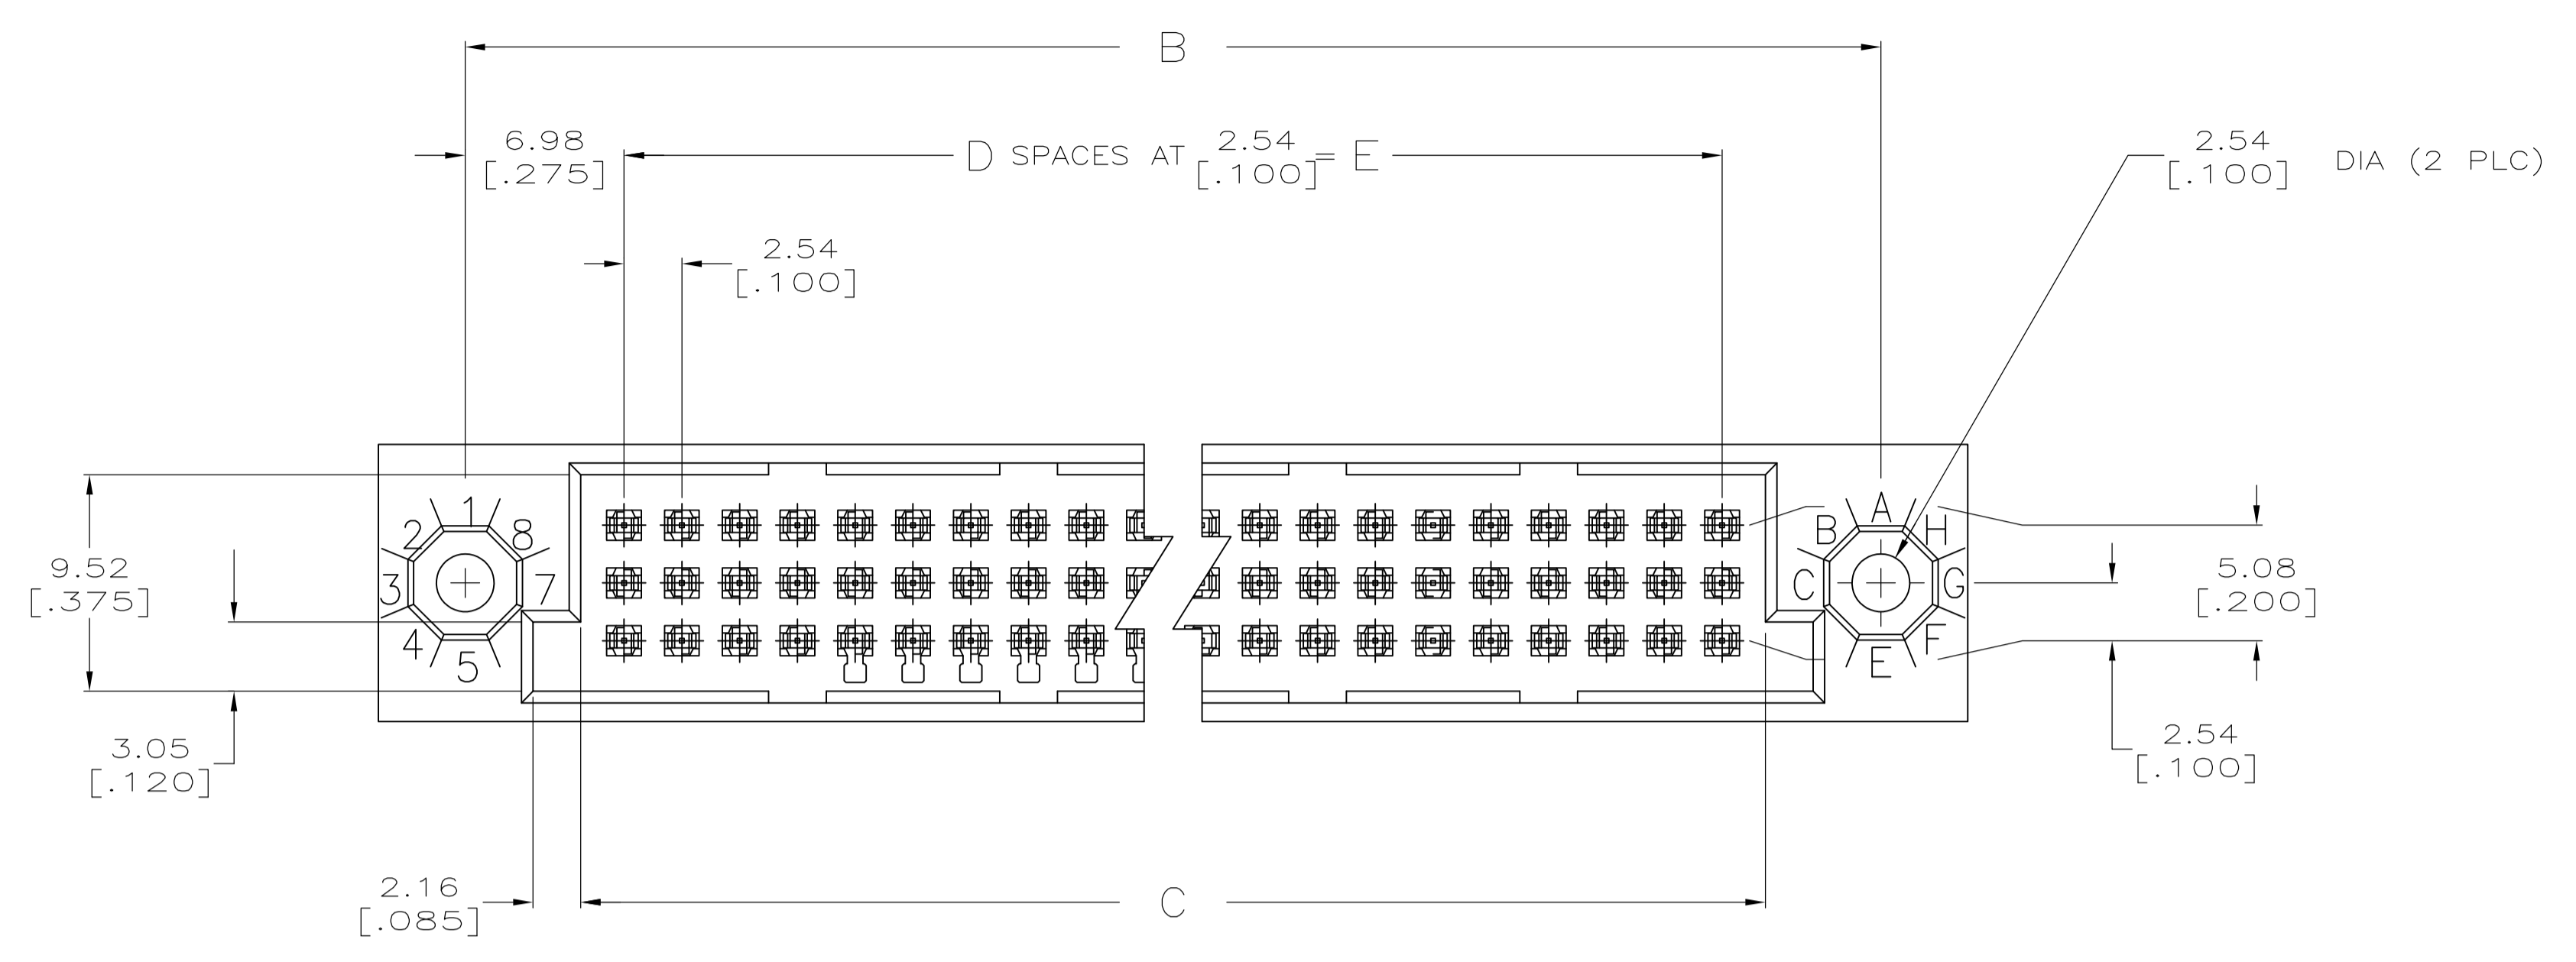 B
6.98
[.275]
D SPACES AT 2.54 [.100] = E
2.54
[.100]
DIA (2 PLC)
2.54
[.100]
1
2
8
3
7
4
5
A
B
H
C
G
F
E
9.52
[.375]
5.08
[.200]
3.05
[.120]
2.54
[.100]
2.16
[.085]
C